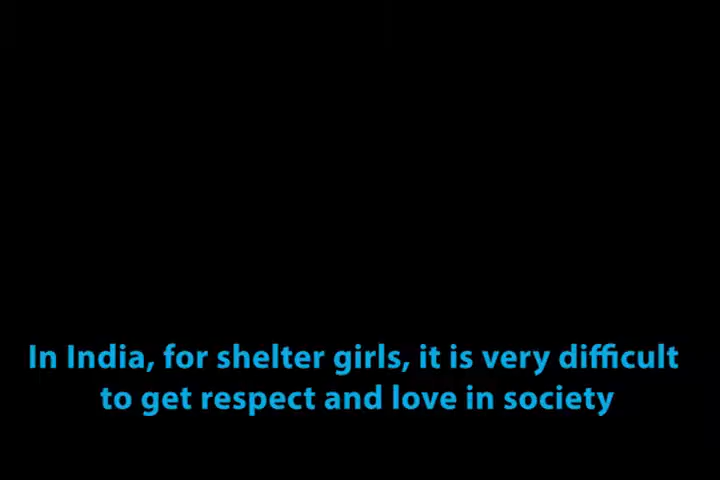 In India, for shelter girls, it is very difficult
to get respect and love in society